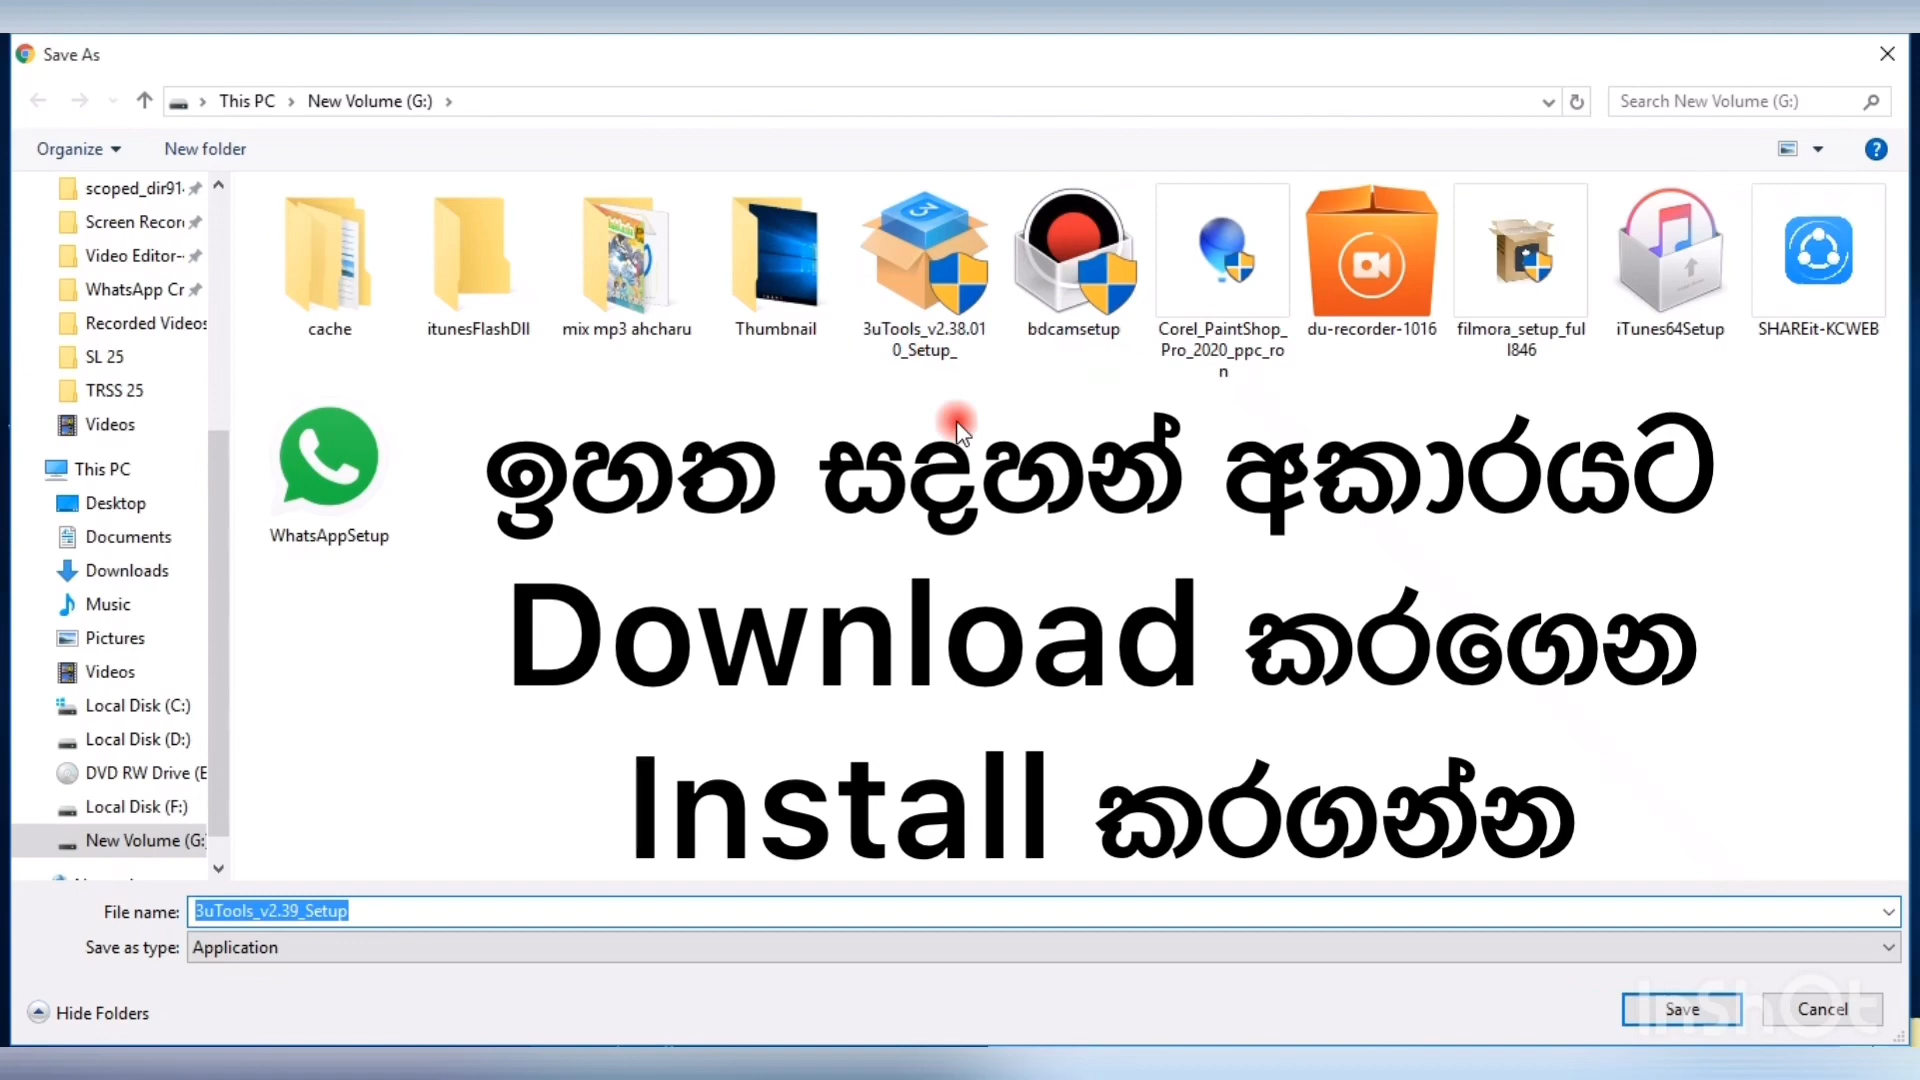 Save As
This PC > New Volume (G:) >
Search New Volume (G:)
Organize
New folder
scoped_dir91
Screen Recor
Video Editor-
WhatsApp Cr
Recorded Videos
SL 25
TRSS 25
Videos
This PC
Desktop
Documents
Downloads
Music
Pictures
Videos
Local Disk (C:)
Local Disk (D:)
DVD RW Drive (E
Local Disk (F:)
New Volume (G:
cache
itunesFlashDll
mix mp3 ahcharu
Thumbnail
3uTools_v2.38.01
0_Setup_
bdcamsetup
Corel_PaintShop_
Pro_2020_ppc_ro
n
du-recorder-1016
filmora_setup_ful
l846
iTunes64Setup
SHAREit-KCWEB
WhatsAppSetup
ඉහත සඳහන් අකාරයට
Download කරගෙන
Install කරගන්න
File name: 3uTools_v2.39_Setup
Save as type: Application
Hide Folders
Save
Cancel
InShOt